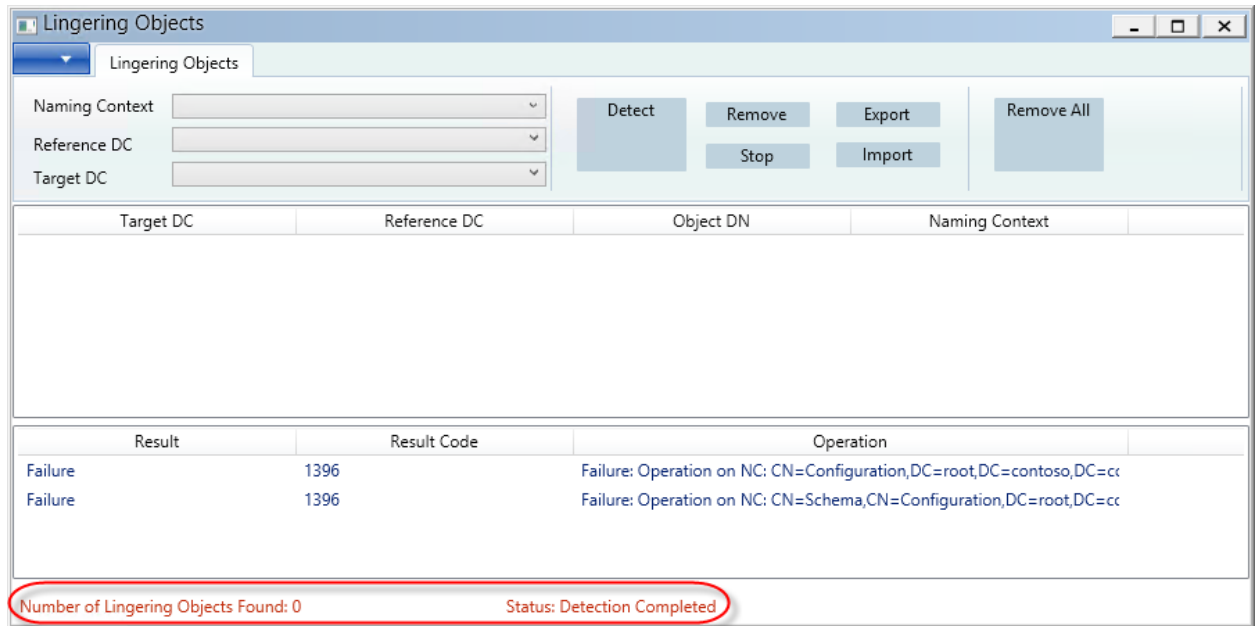 Lingering Objects
Lingering Objects
Naming Context
Reference DC
Target DC
Detect
Remove
Export
Stop
Import
Remove All
Target DC Reference DC Object DN Naming Context
Result Result Code Operation
Failure 1396 Failure: Operation on NC: CN=Configuration,DC=root,DC=contoso,DC=cc
Failure 1396 Failure: Operation on NC: CN=Schema,CN=Configuration,DC=root,DC=cc
Number of Lingering Objects Found: 0 Status: Detection Completed